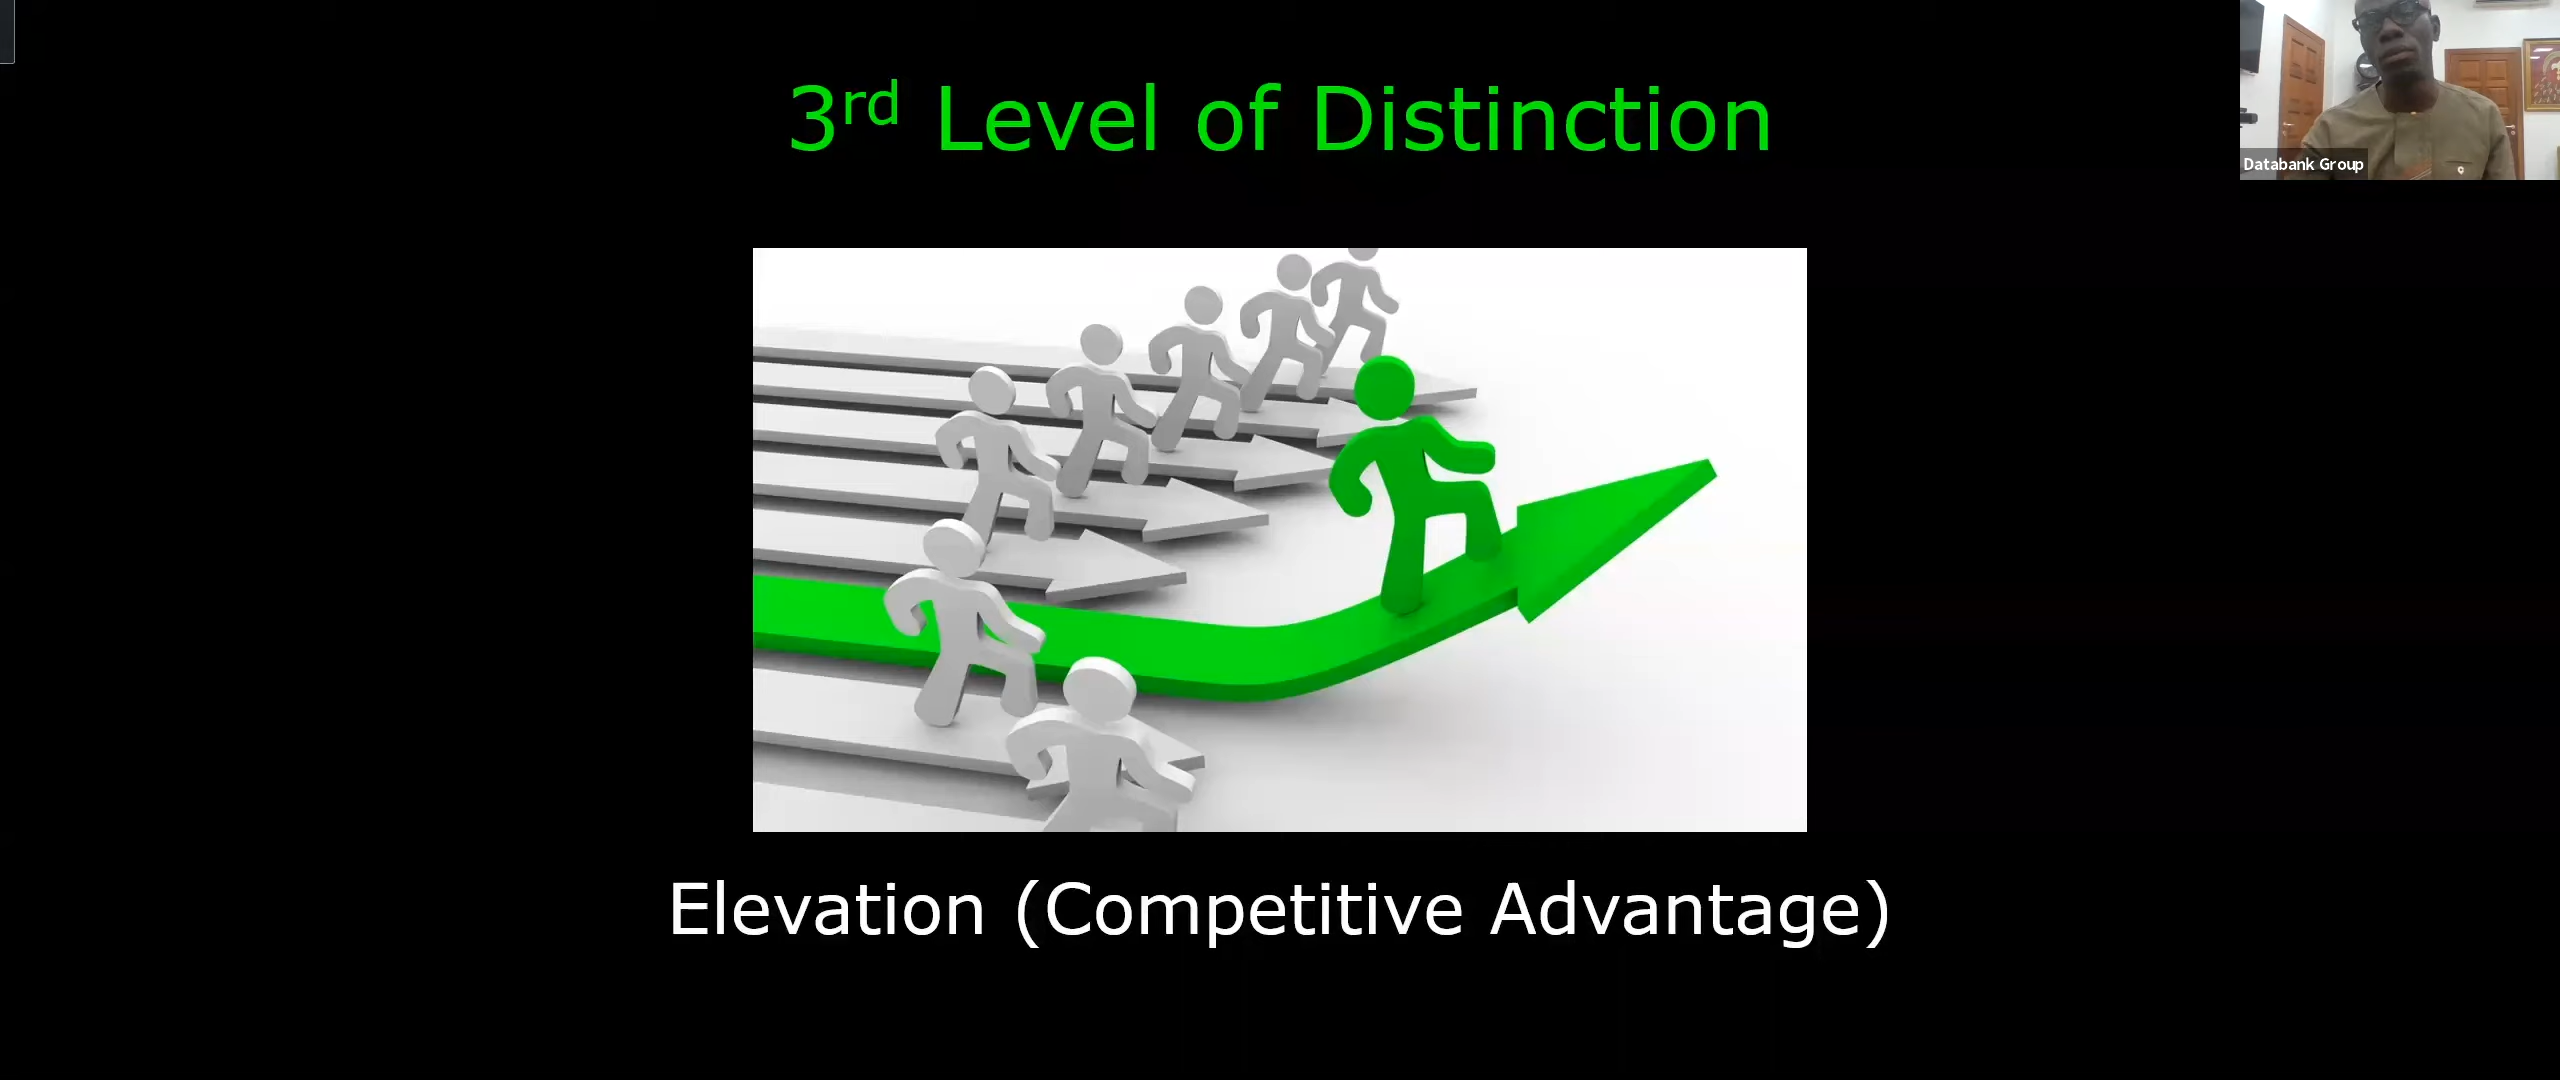 3rd Level of Distinction
Databank Group
Elevation (Competitive Advantage)